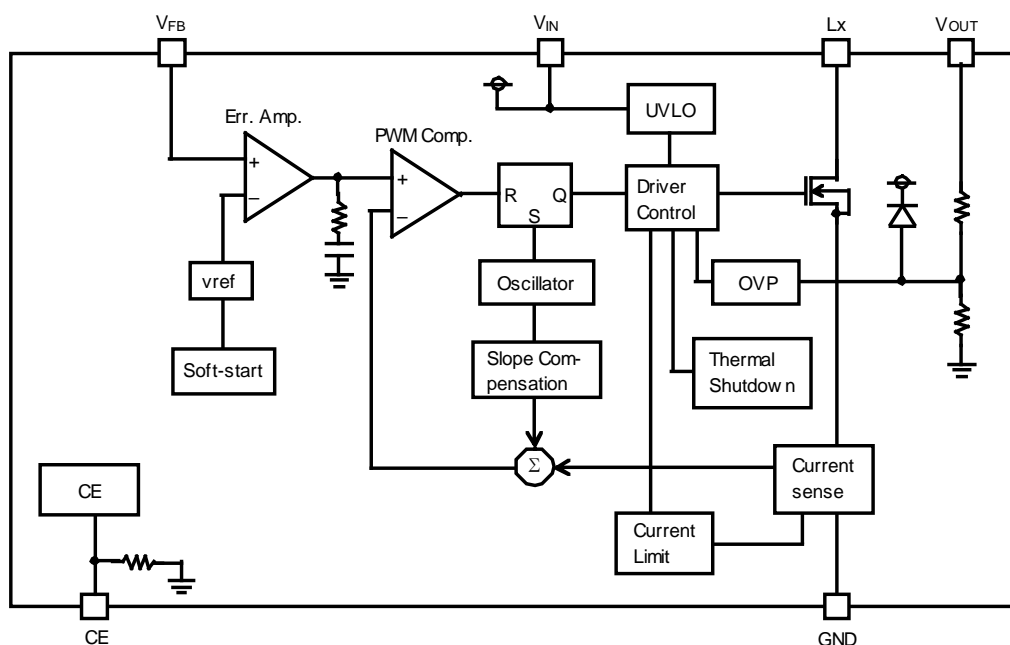 VFB
VIN
Lx
VOUT
Err. Amp.
PWM Comp.
UVLO
+
−
+
−
R
Q
S
Driver
Control
vref
Oscillator
OVP
Soft-start
Slope Com-
pensation
Thermal
Shutdow n
Σ
CE
Current
sense
Current
Limit
CE
GND